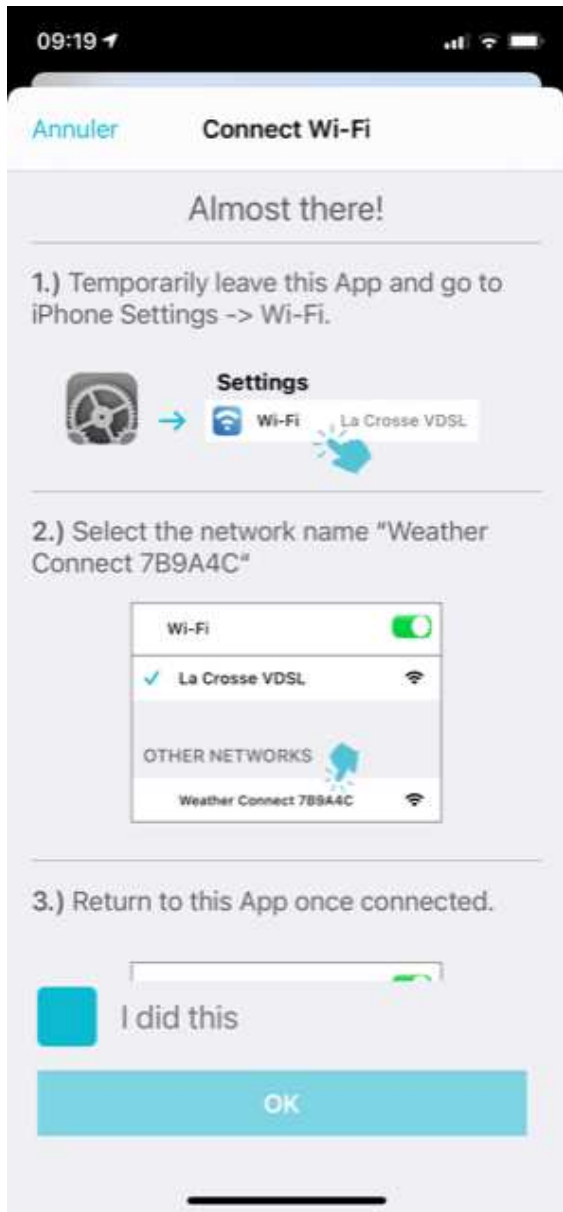 09:19
Annuler
Connect Wi-Fi
Almost there!
1.) Temporarily leave this App and go to
iPhone Settings -> Wi-Fi.
Settings
Wi-Fi La Crosse VDSL
2.) Select the network name “Weather
Connect 7B9A4C“
Wi-Fi
La Crosse VDSL
OTHER NETWORKS
Weather Connect 7B9A4C
3.) Return to this App once connected.
I did this
OK